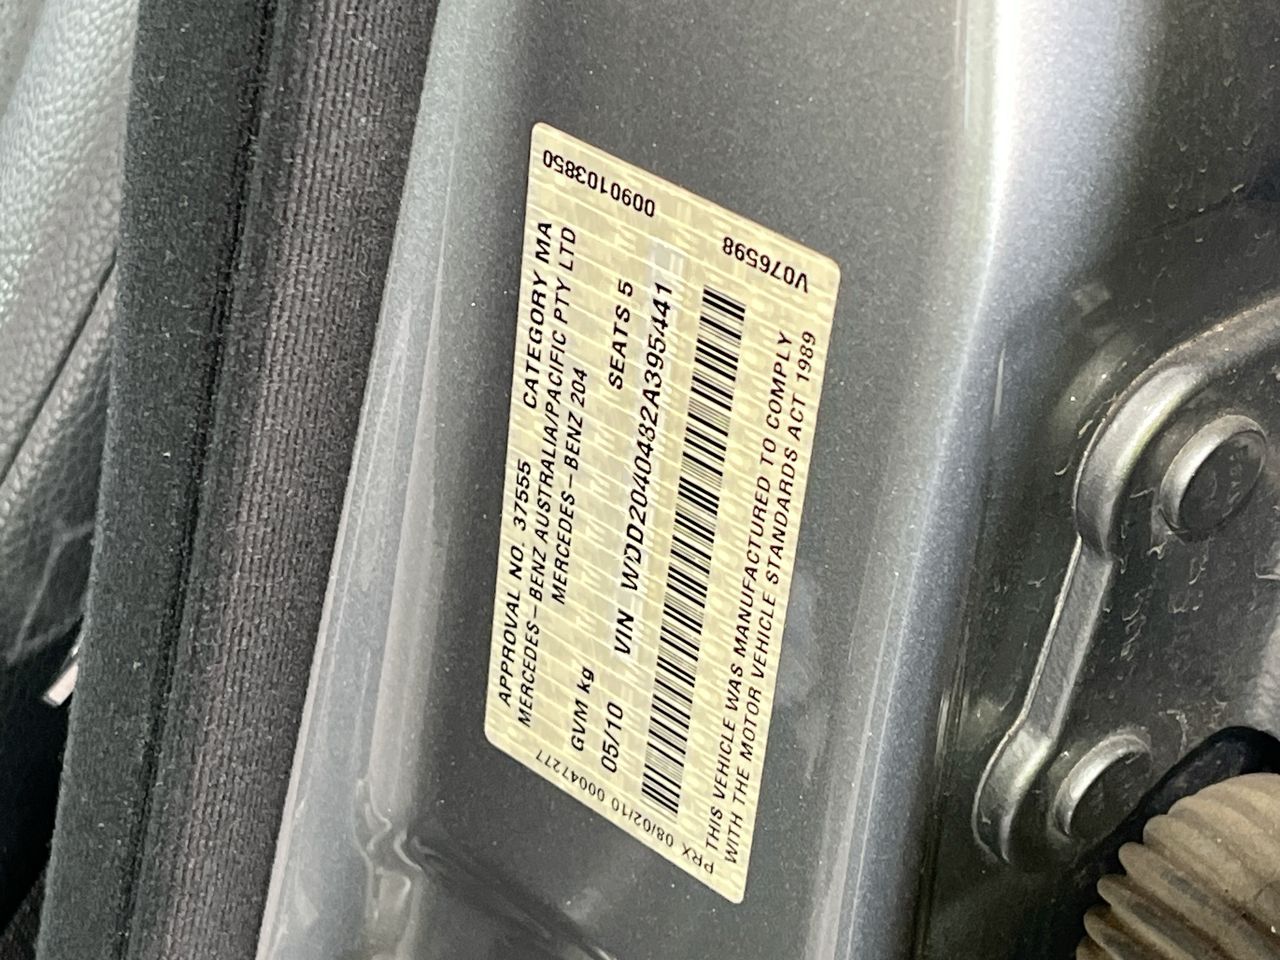 APPROVAL NO. 37555 CATEGORY MA
MERCEDES-BENZ AUSTRALIA/PACIFIC PTY LTD
MERCEDES-BENZ 204
GVM kg SEATS 5
05/10 VIN WDD2040482A395441
THIS VEHICLE WAS MANUFACTURED TO COMPLY
WITH THE MOTOR VEHICLE STANDARDS ACT 1989
PRX 08/02/10 00047277
V076598 0090103850